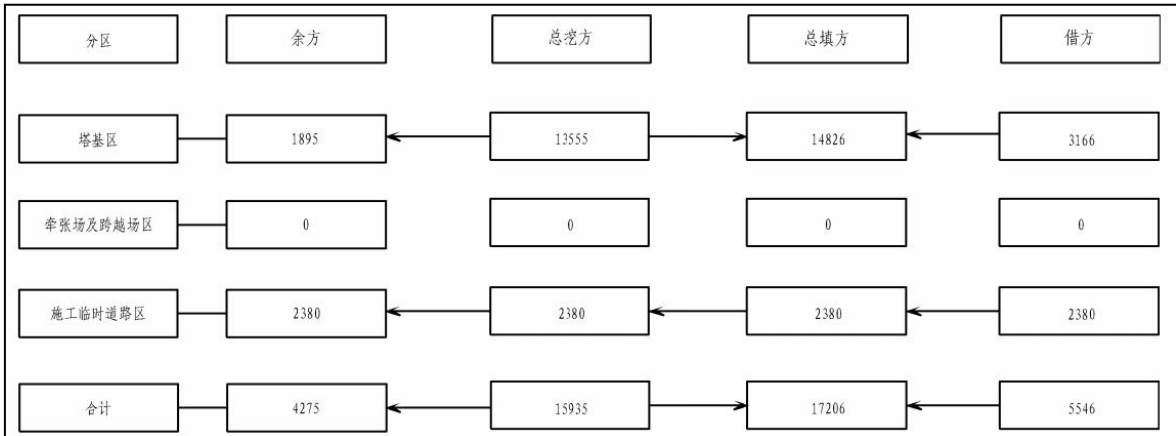 分区 余方 总挖方 总填方 借方
塔基区 1895 13555 14826 3166
牵张场及跨越场区 0 0 0 0
施工临时道路区 2380 2380 2380 2380
合计 4275 15935 17206 5546